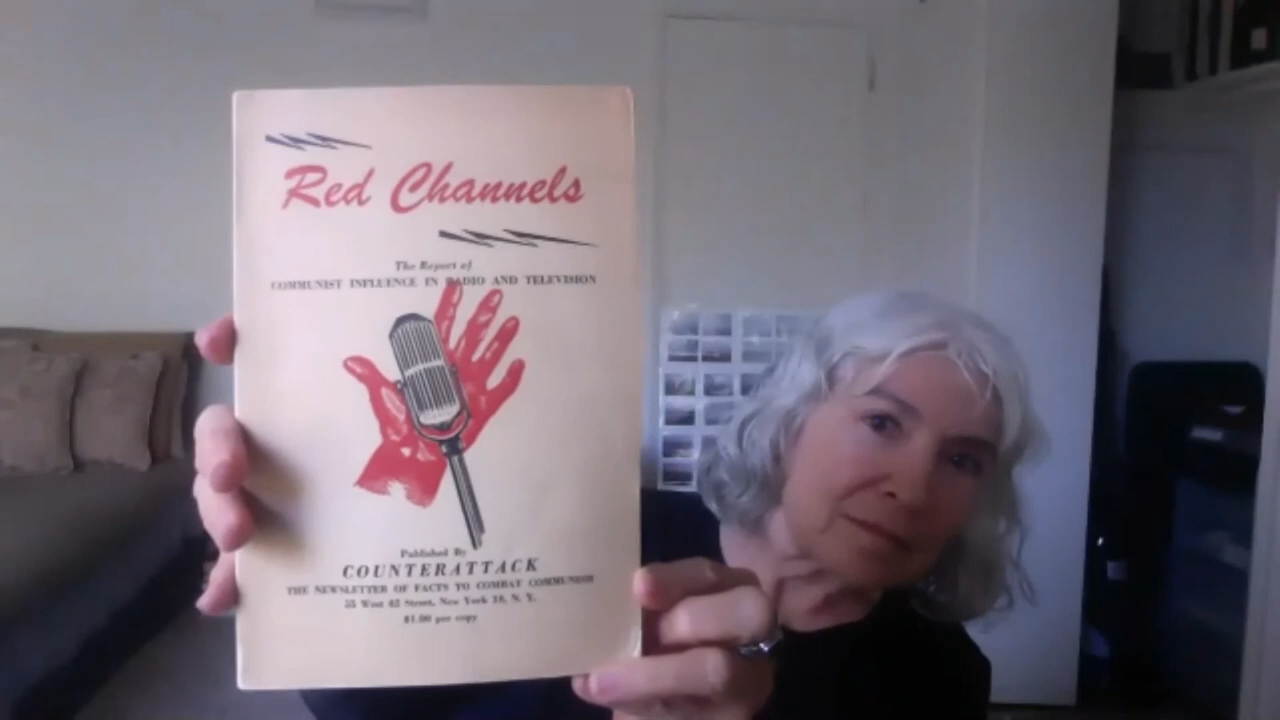 Red Channels
The Report of
COMMUNIST INFLUENCE IN RADIO AND TELEVISION
Published By
COUNTERATTACK
THE NEWSLETTER OF FACTS TO COMBAT COMMUNISM
55 West 42 Street, New York 18, N. Y.
$1.00 per copy